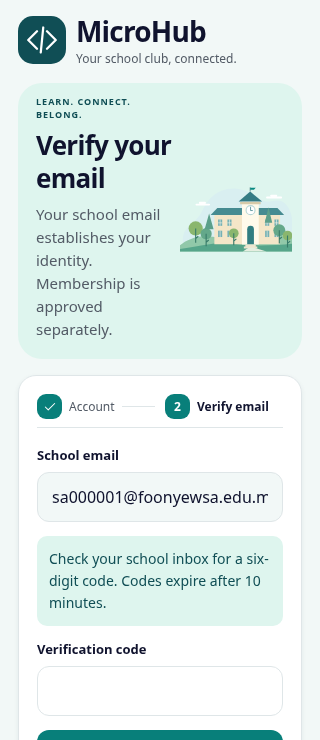 MicroHub
Your school club, connected.
LEARN. CONNECT.
BELONG.
Verify your
email
Your school email
establishes your
identity.
Membership is
approved
separately.
Account
2 Verify email
School email
sa000001@foonyewsa.edu.m
Check your school inbox for a six-
digit code. Codes expire after 10
minutes.
Verification code